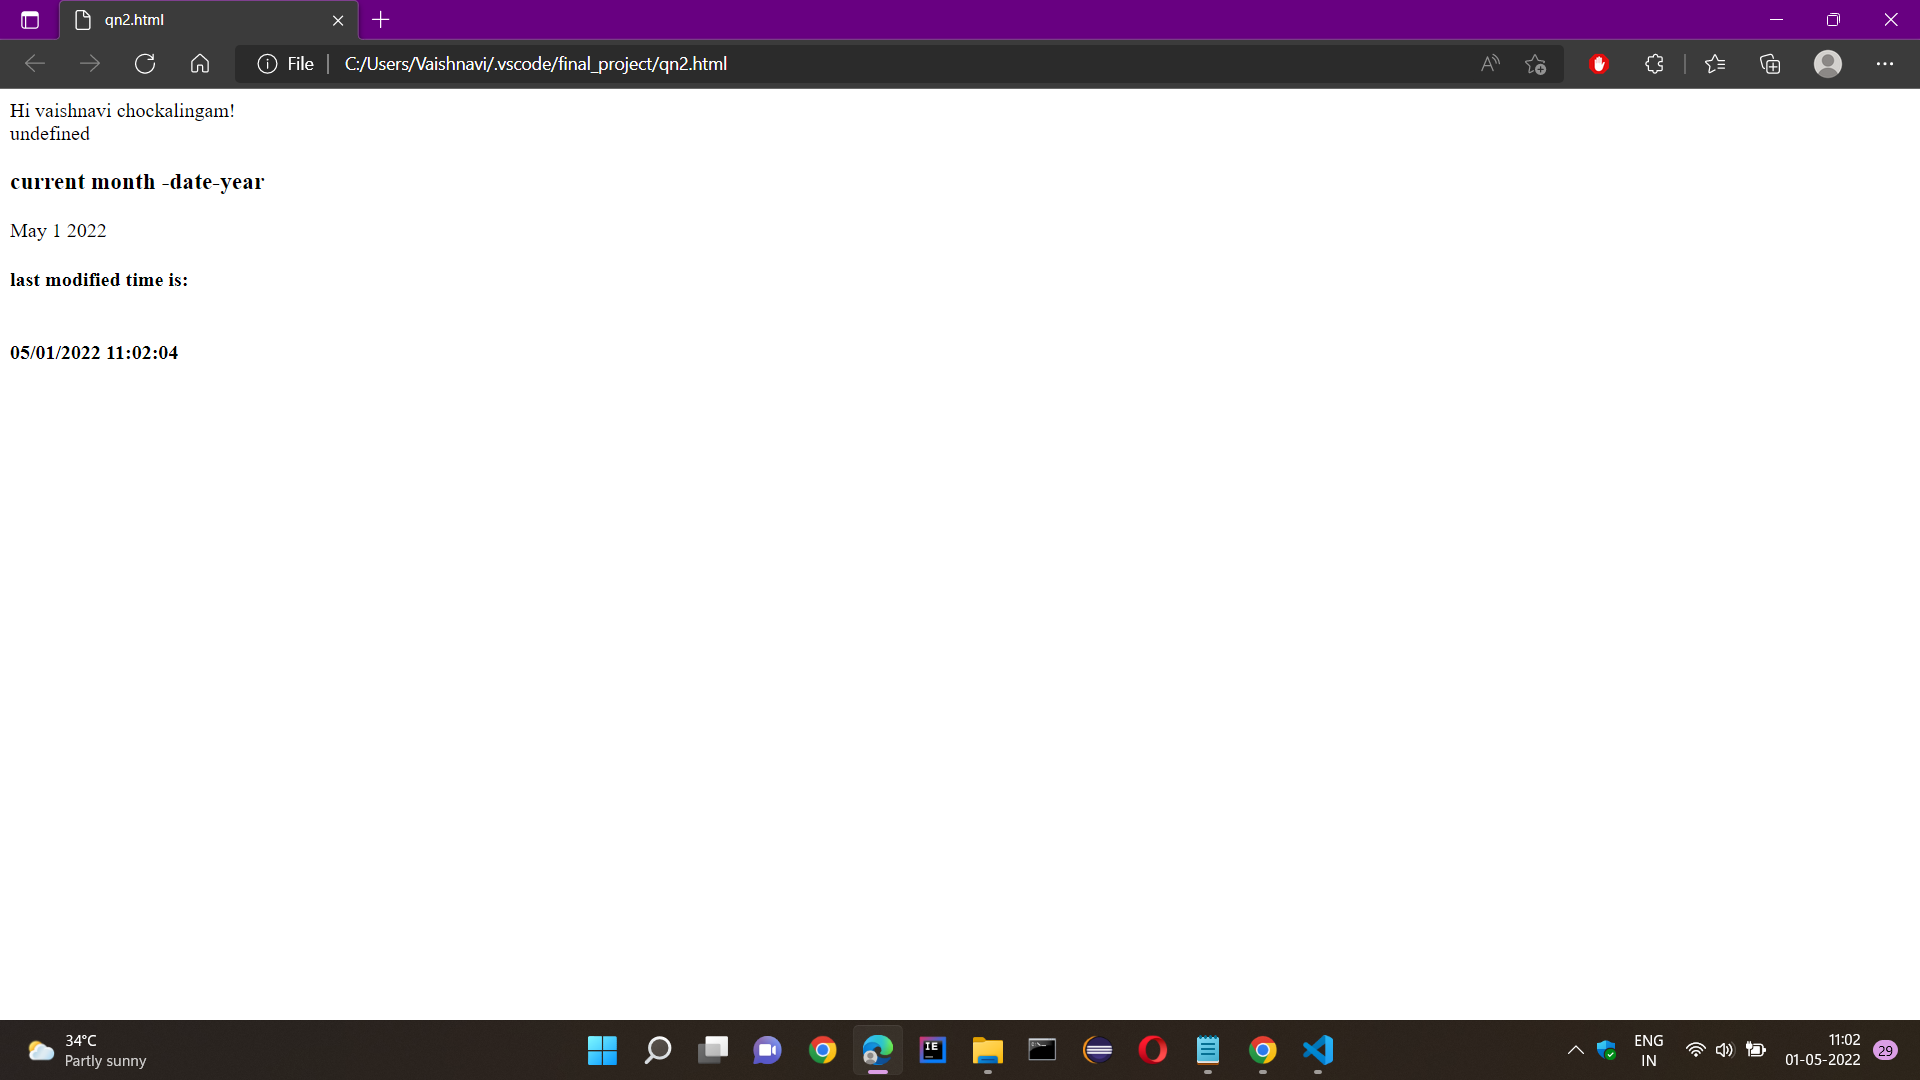 qn2.html
File
C:/Users/Vaishnavi/.vscode/final_project/qn2.html
Hi vaishnavi chockalingam!
undefined
current month -date-year
May 1 2022
last modified time is:
05/01/2022 11:02:04
34°C
Partly sunny
IE
ENG
IN
11:02
01-05-2022
29